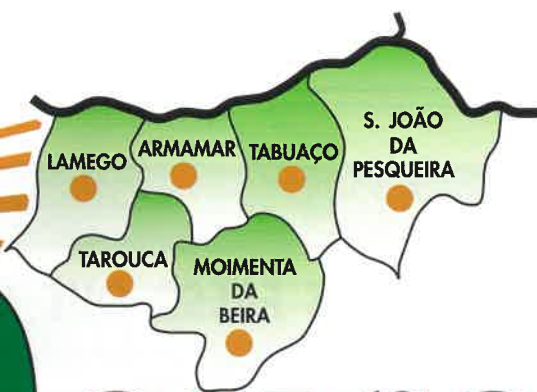 LAMEGO
ARMAMAR
TABUAÇO
S. JOÃO
DA
PESQUEIRA
TAROUCA
MOIMENTA
DA
BEIRA